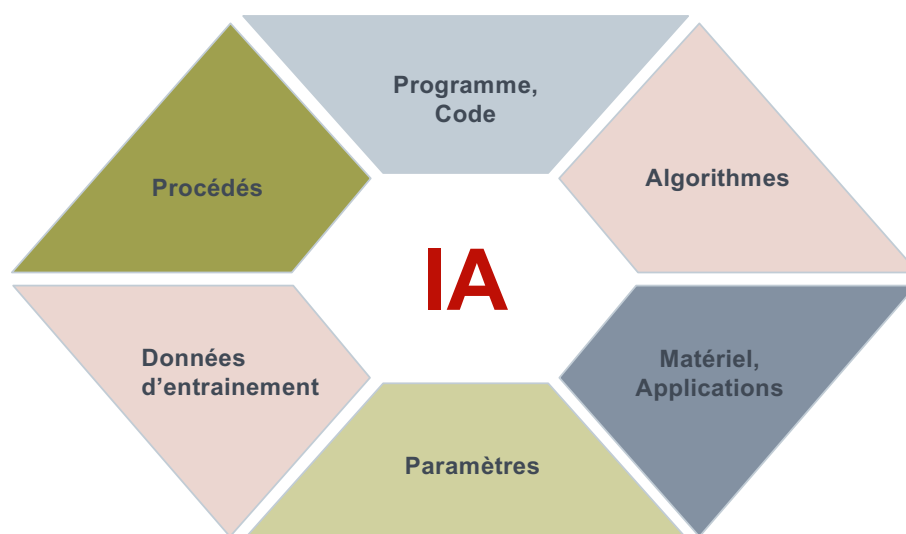 Programme,
Code
Procédés
Algorithmes
IA
Données
d’entrainement
Matériel,
Applications
Paramètres